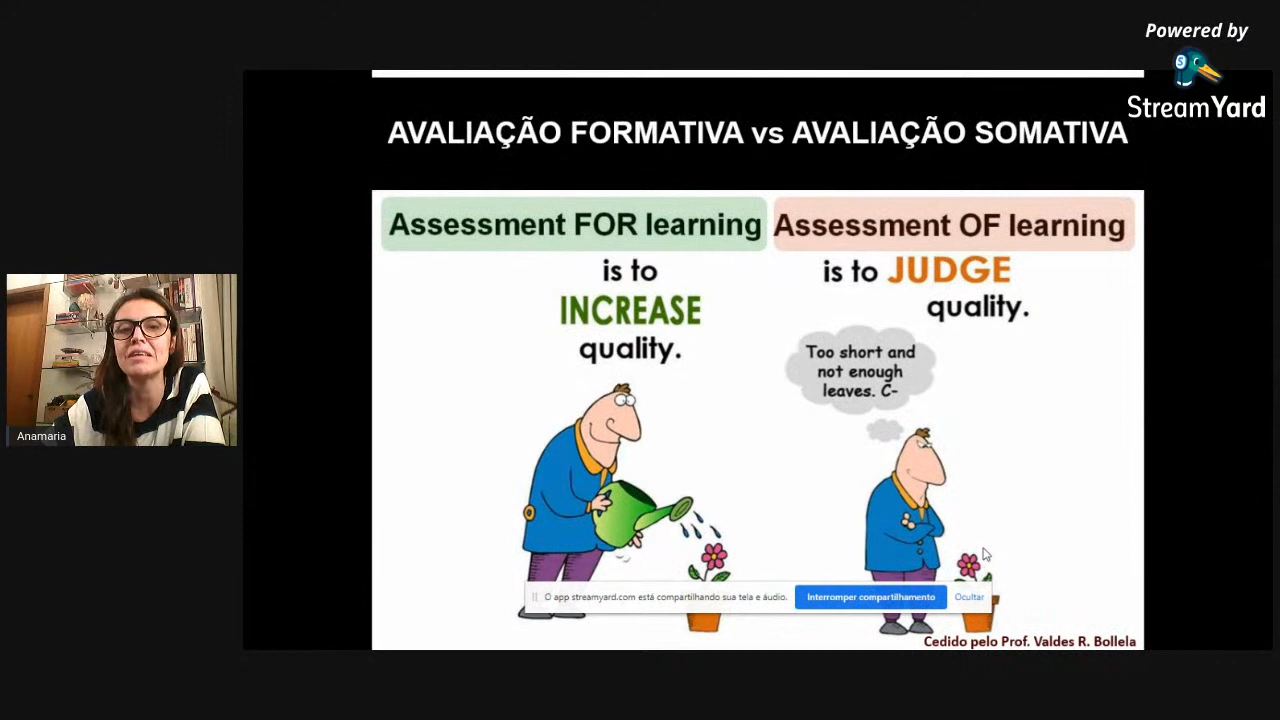 Powered by
StreamYard
AVALIAÇÃO FORMATIVA vs AVALIAÇÃO SOMATIVA
Assessment FOR learning
is to
INCREASE
quality.
Assessment OF learning
is to JUDGE
quality.
Too short and
not enough
leaves. C-
Anamaria
O app streamyard.com está compartilhando sua tela e áudio.
Interromper compartilhamento
Ocultar
Cedido pelo Prof. Valdes R. Bollela